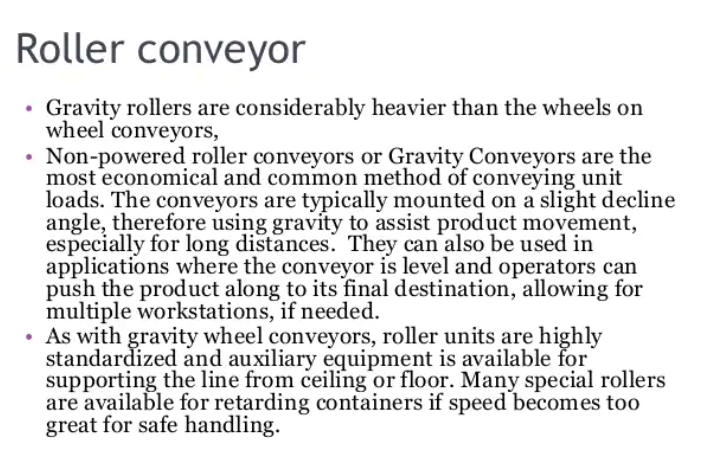 Roller conveyor
• Gravity rollers are considerably heavier than the wheels on
wheel conveyors,
• Non-powered roller conveyors or Gravity Conveyors are the
most economical and common method of conveying unit
loads. The conveyors are typically mounted on a slight decline
angle, therefore using gravity to assist product movement,
especially for long distances.  They can also be used in
applications where the conveyor is level and operators can
push the product along to its final destination, allowing for
multiple workstations, if needed.
• As with gravity wheel conveyors, roller units are highly
standardized and auxiliary equipment is available for
supporting the line from ceiling or floor. Many special rollers
are available for retarding containers if speed becomes too
great for safe handling.